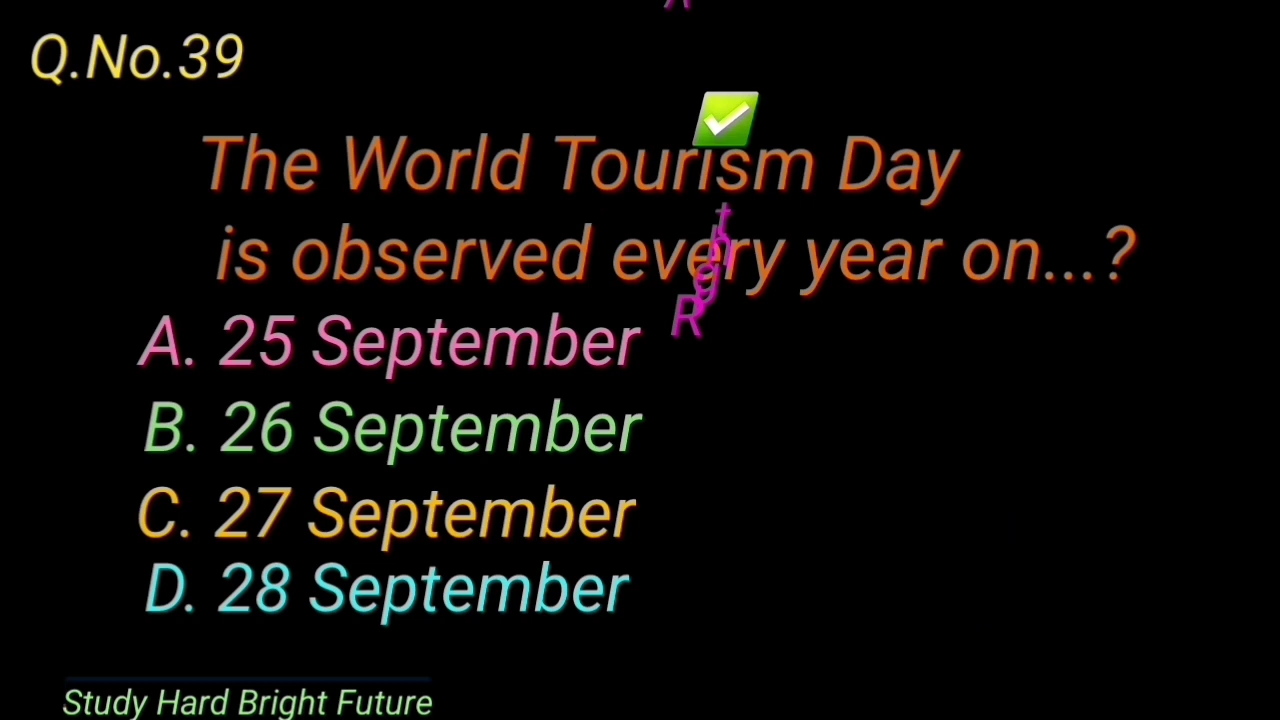 Q.No.39
The World Tourism Day
is observed every year on...?
A. 25 September
B. 26 September
C. 27 September
D. 28 September
Study Hard Bright Future